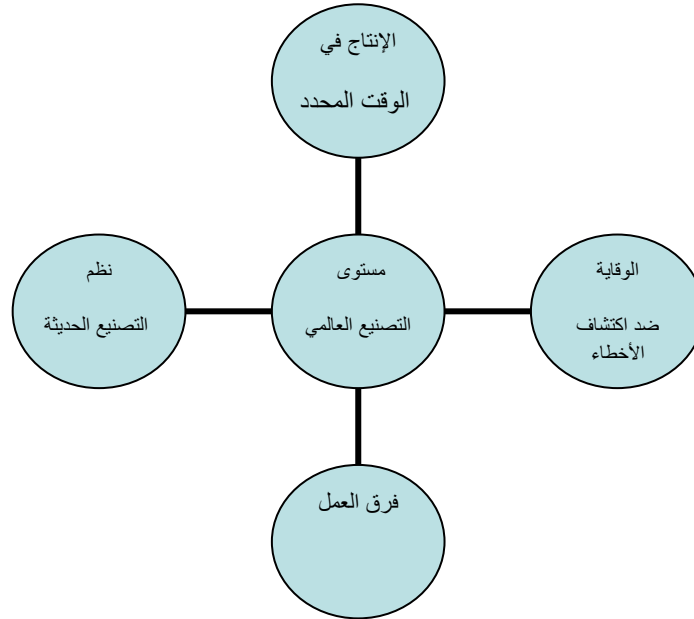 الإنتاج في
الوقت المحدد
الوقاية
ضد اكتشاف
الأخطاء
مستوى
التصنيع العالمي
نظم
التصنيع الحديثة
فرق العمل